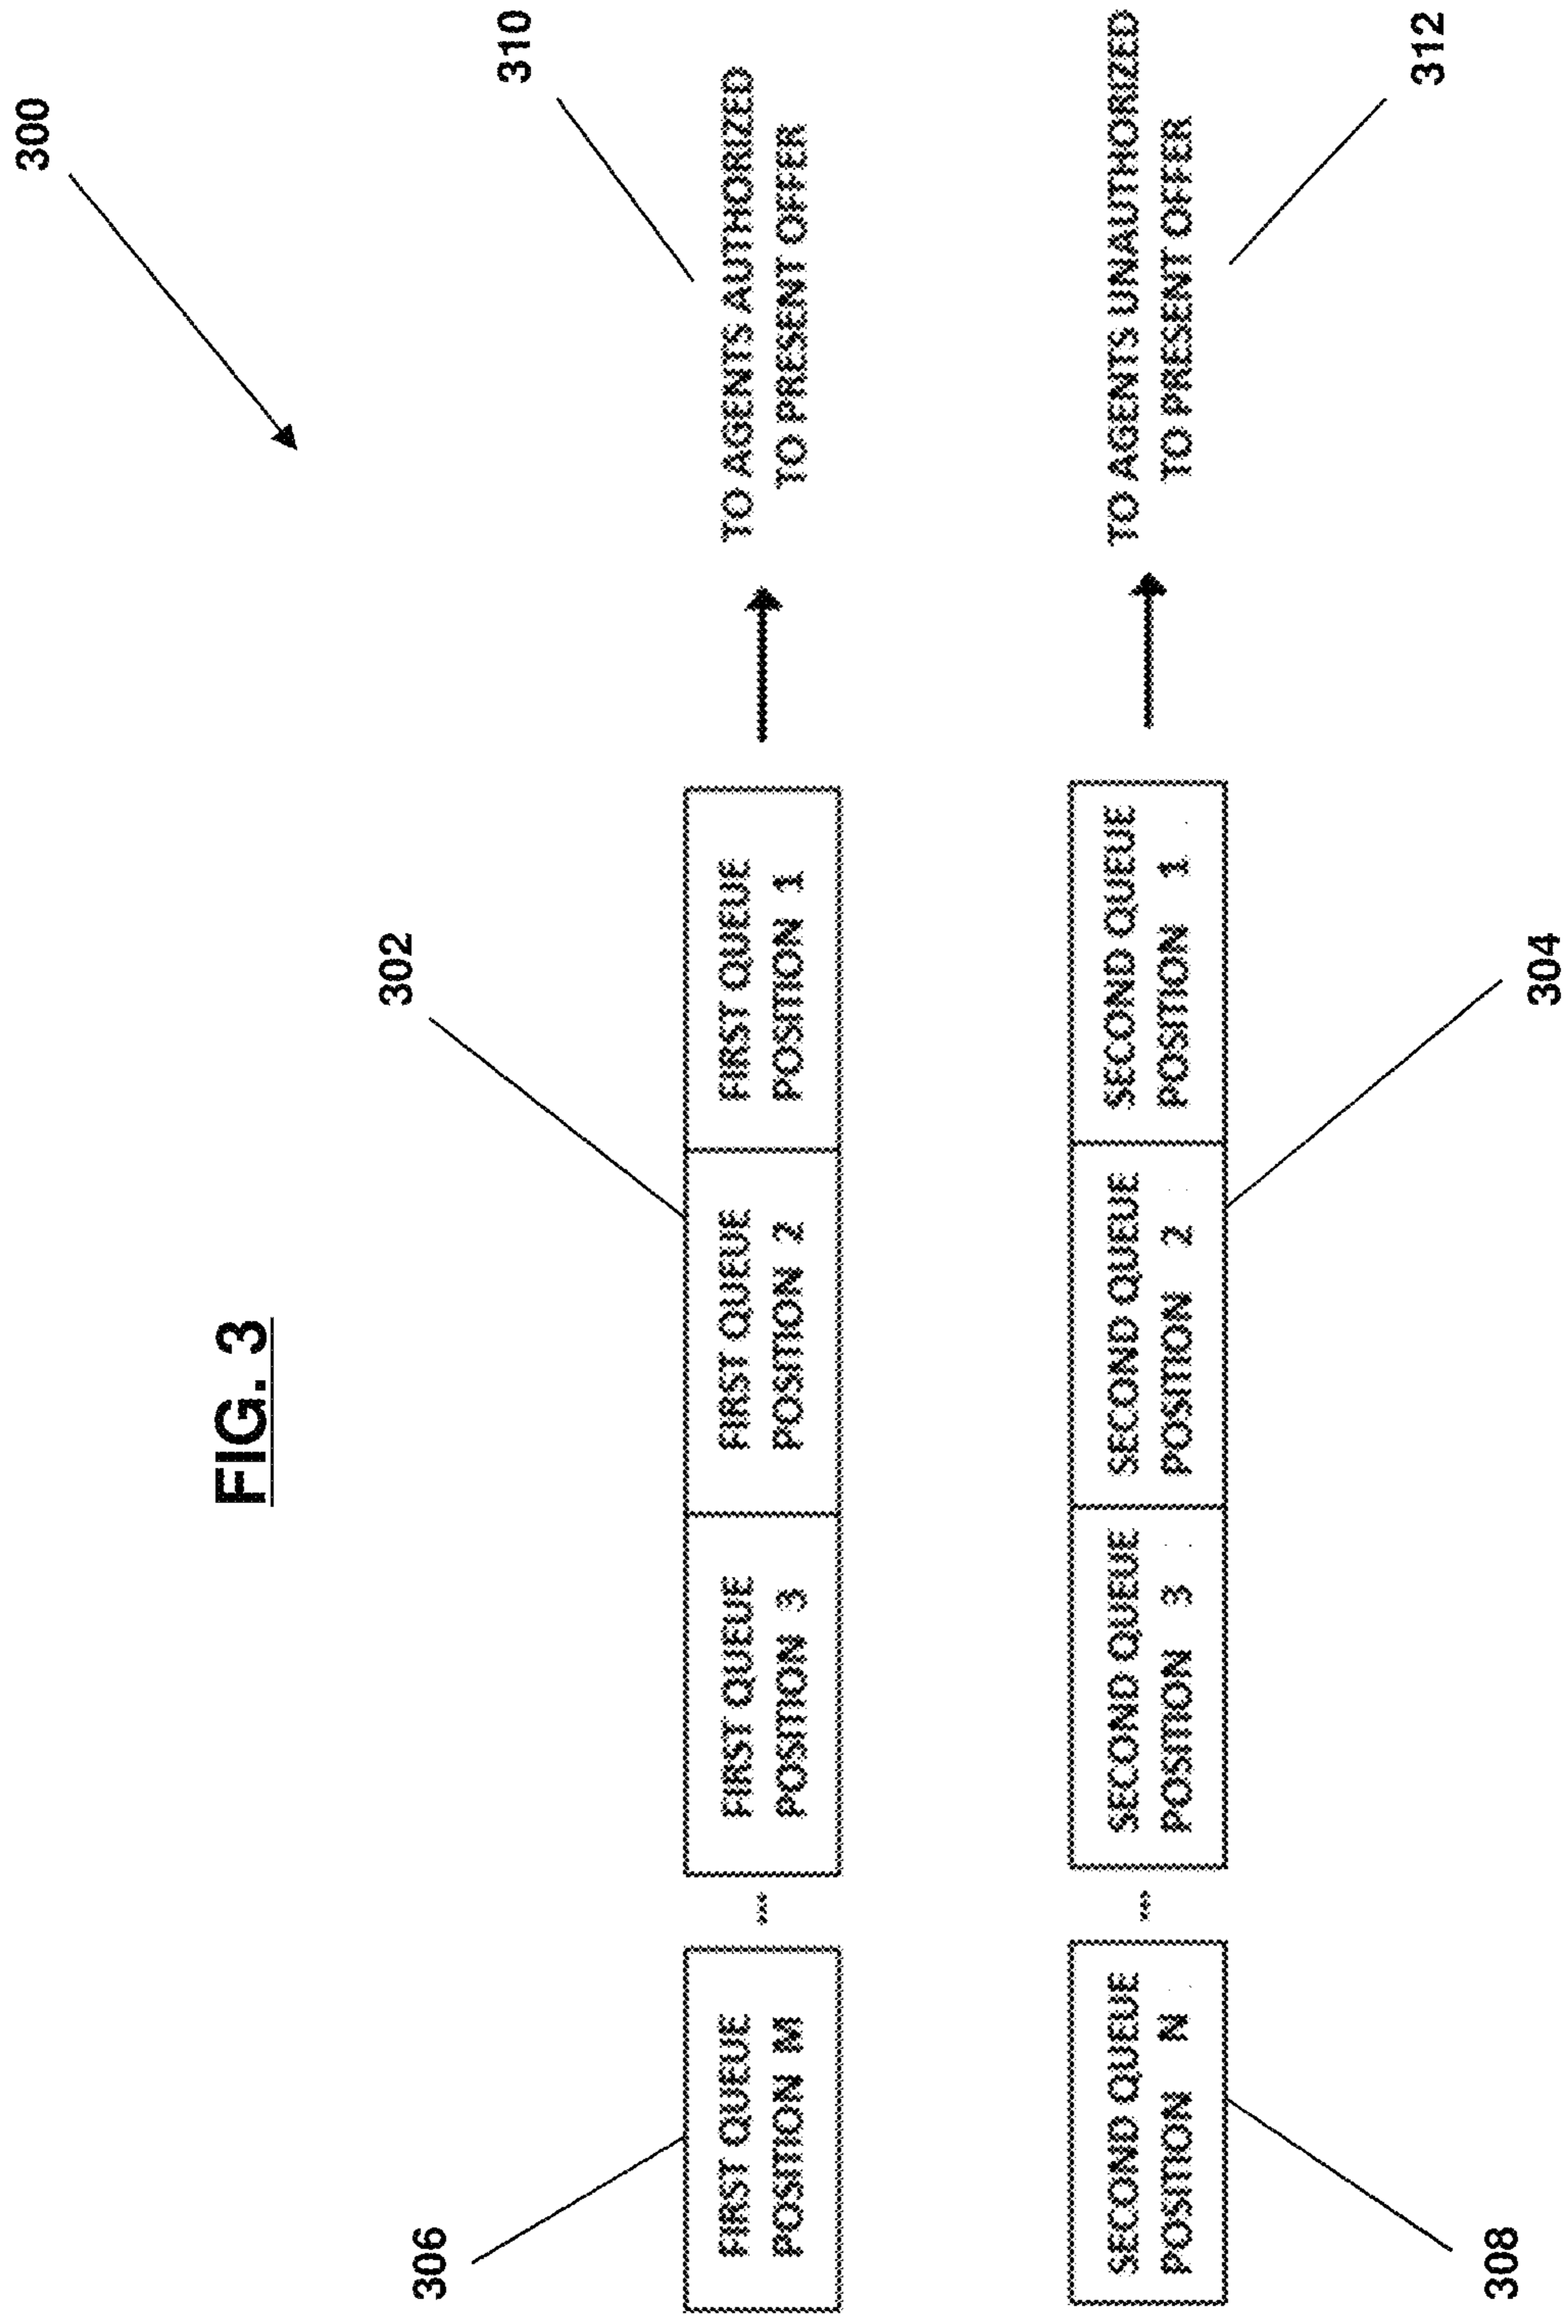 FIG. 3
300
302
310
306
FIRST QUEUE
POSITION M
...
FIRST QUEUE
POSITION 3
FIRST QUEUE
POSITION 2
FIRST QUEUE
POSITION 1
TO AGENTS AUTHORIZED
TO PRESENT OFFER
SECOND QUEUE
POSITION N
...
SECOND QUEUE
POSITION 3
SECOND QUEUE
POSITION 2
SECOND QUEUE
POSITION 1
TO AGENTS UNAUTHORIZED
TO PRESENT OFFER
308
304
312